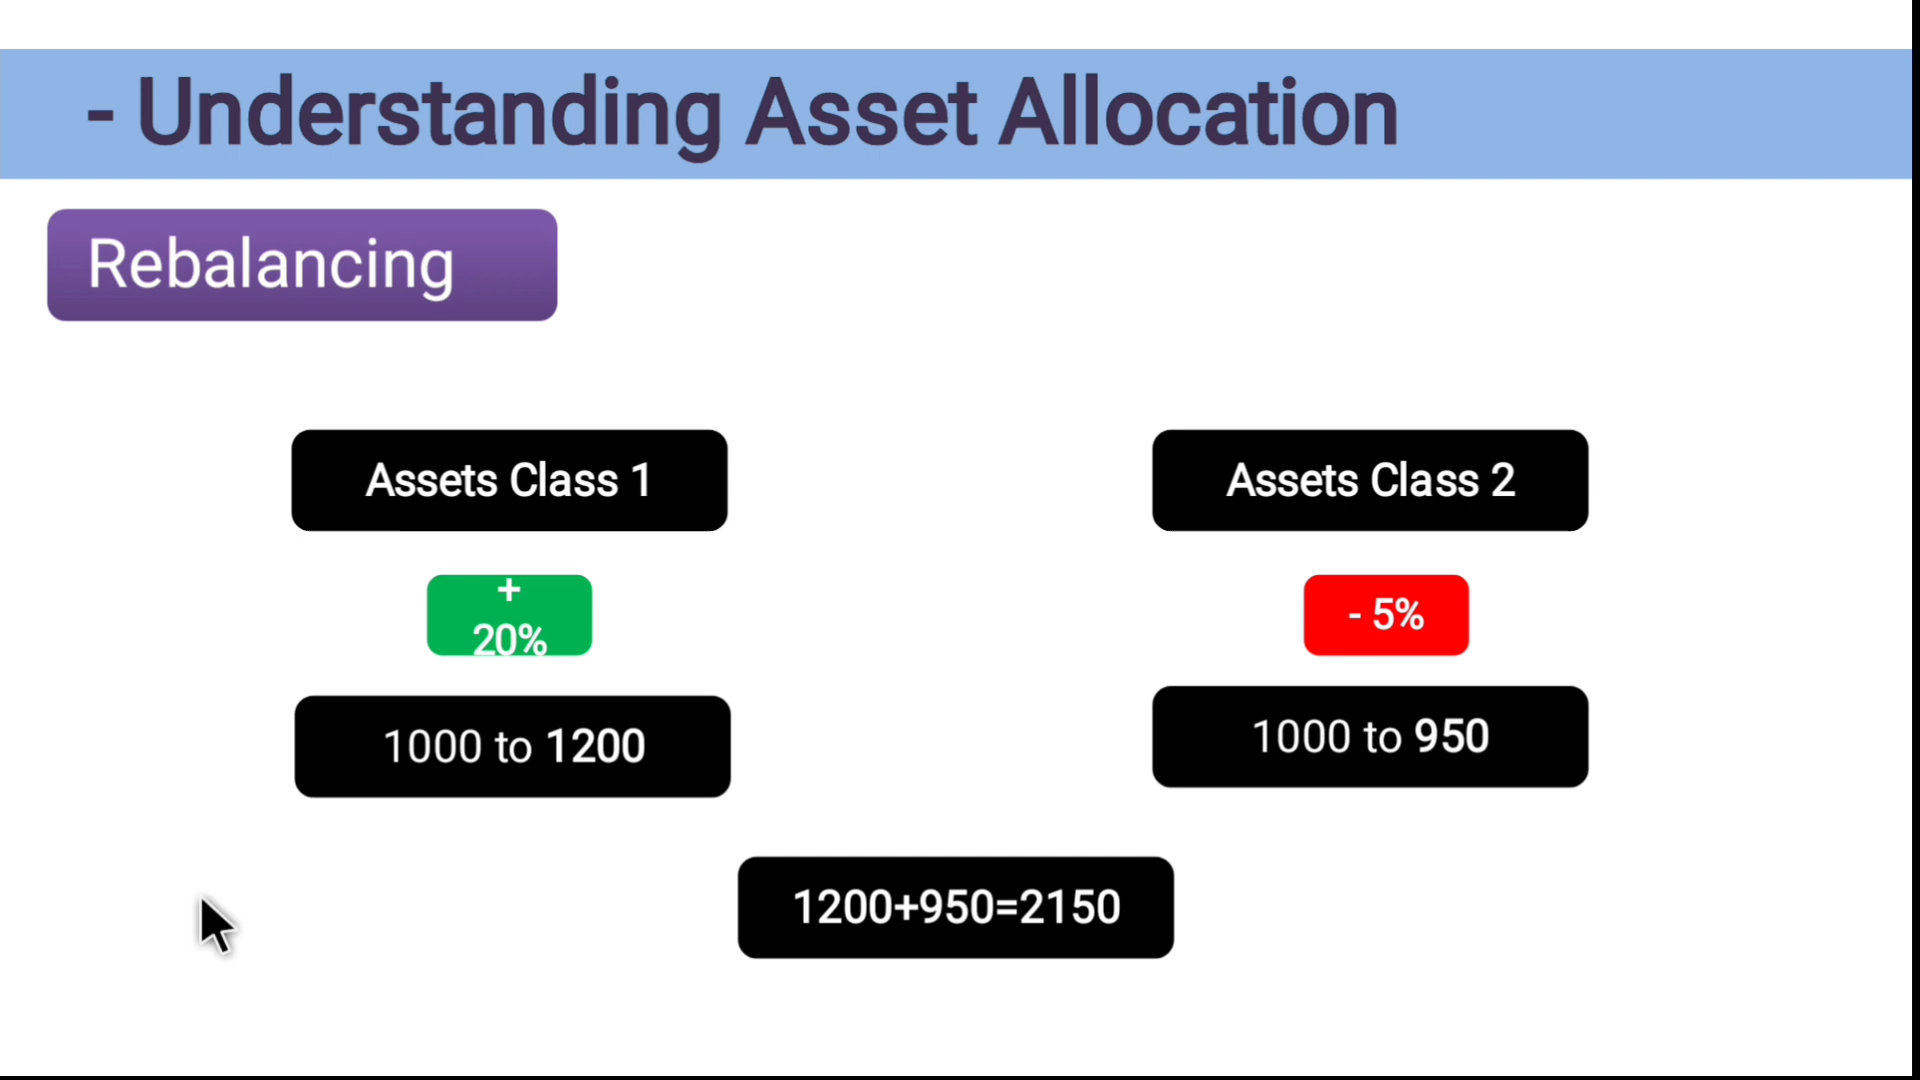 - Understanding Asset Allocation
Rebalancing
Assets Class 1
Assets Class 2
+
20%
- 5%
1000 to 1200
1000 to 950
1200+950=2150